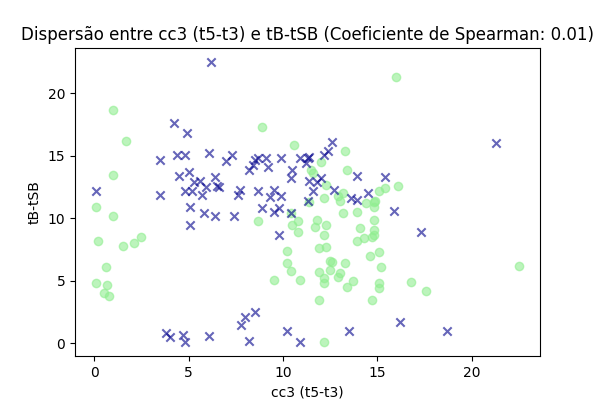 Dispersão entre cc3 (t5-t3) e tB-tSB (Coeficiente de Spearman: 0.01)
tB-tSB
20
15
10
5
0
0 5 10 15 20
cc3 (t5-t3)